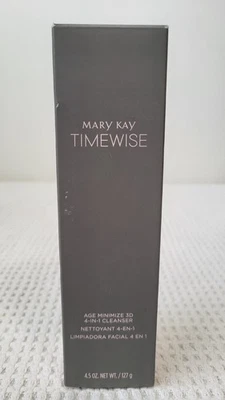 MARY KAY
TIMEWISE
AGE MINIMIZE 3D
4-IN-1 CLEANSER
NETTOYANT 4-EN-1
LIMPIADORA FACIAL 4 EN 1
4.5 OZ. NET WT. / 127 g